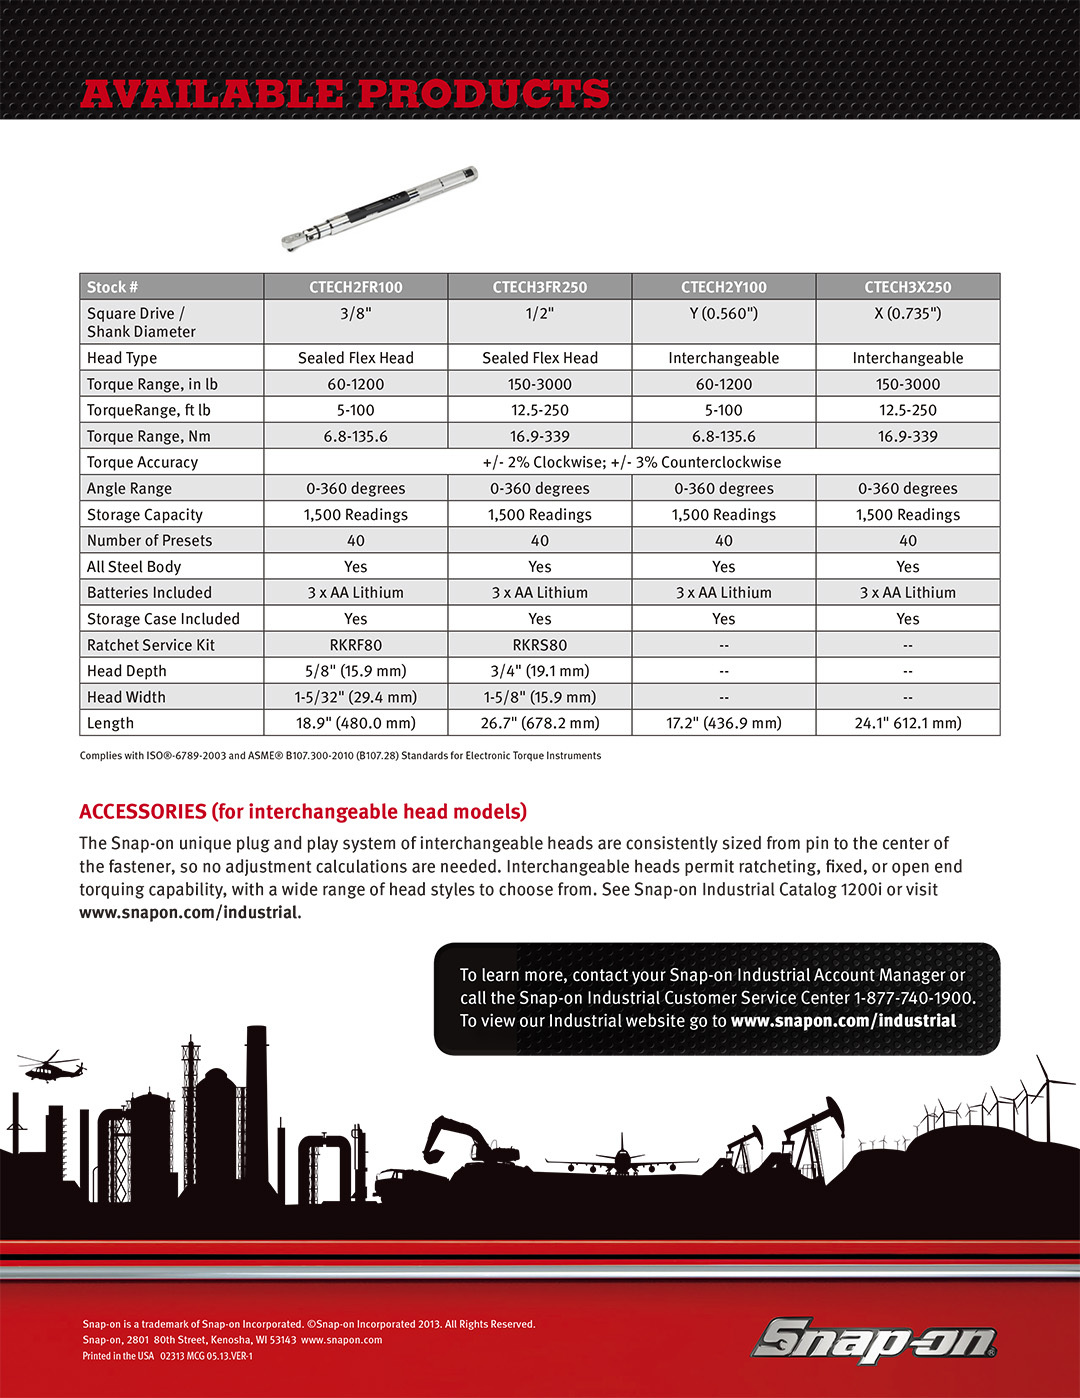 AVAILABLE PRODUCTS
Stock # CTECH2FR100 CTECH3FR250 CTECH2Y100 CTECH3X250
Square Drive / 3/8" 1/2" Y (0.560") X (0.735")
Shank Diameter
Head Type Sealed Flex Head Sealed Flex Head Interchangeable Interchangeable
Torque Range, in lb 60-1200 150-3000 60-1200 150-3000
TorqueRange, ft lb 5-100 12.5-250 5-100 12.5-250
Torque Range, Nm 6.8-135.6 16.9-339 6.8-135.6 16.9-339
Torque Accuracy +/- 2% Clockwise; +/- 3% Counterclockwise
Angle Range 0-360 degrees 0-360 degrees 0-360 degrees 0-360 degrees
Storage Capacity 1,500 Readings 1,500 Readings 1,500 Readings 1,500 Readings
Number of Presets 40 40 40 40
All Steel Body Yes Yes Yes Yes
Batteries Included 3 x AA Lithium 3 x AA Lithium 3 x AA Lithium 3 x AA Lithium
Storage Case Included Yes Yes Yes Yes
Ratchet Service Kit RKRF80 RKRS80 -- --
Head Depth 5/8" (15.9 mm) 3/4" (19.1 mm) -- --
Head Width 1-5/32" (29.4 mm) 1-5/8" (15.9 mm) -- --
Length 18.9" (480.0 mm) 26.7" (678.2 mm) 17.2" (436.9 mm) 24.1" 612.1 mm)
Complies with ISO®-6789-2003 and ASME® B107.300-2010 (B107.28) Standards for Electronic Torque Instruments
ACCESSORIES (for interchangeable head models)
The Snap-on unique plug and play system of interchangeable heads are consistently sized from pin to the center of
the fastener, so no adjustment calculations are needed. Interchangeable heads permit ratcheting, fixed, or open end
torquing capability, with a wide range of head styles to choose from. See Snap-on Industrial Catalog 1200i or visit
www.snapon.com/industrial.
To learn more, contact your Snap-on Industrial Account Manager or
call the Snap-on Industrial Customer Service Center 1-877-740-1900.
To view our Industrial website go to www.snapon.com/industrial
Snap-on is a trademark of Snap-on Incorporated. ©Snap-on Incorporated 2013. All Rights Reserved.
Snap-on, 2801 80th Street, Kenosha, WI 53143 www.snapon.com
Printed in the USA 02313 MCG 05.13.VER-1
Snap-on®